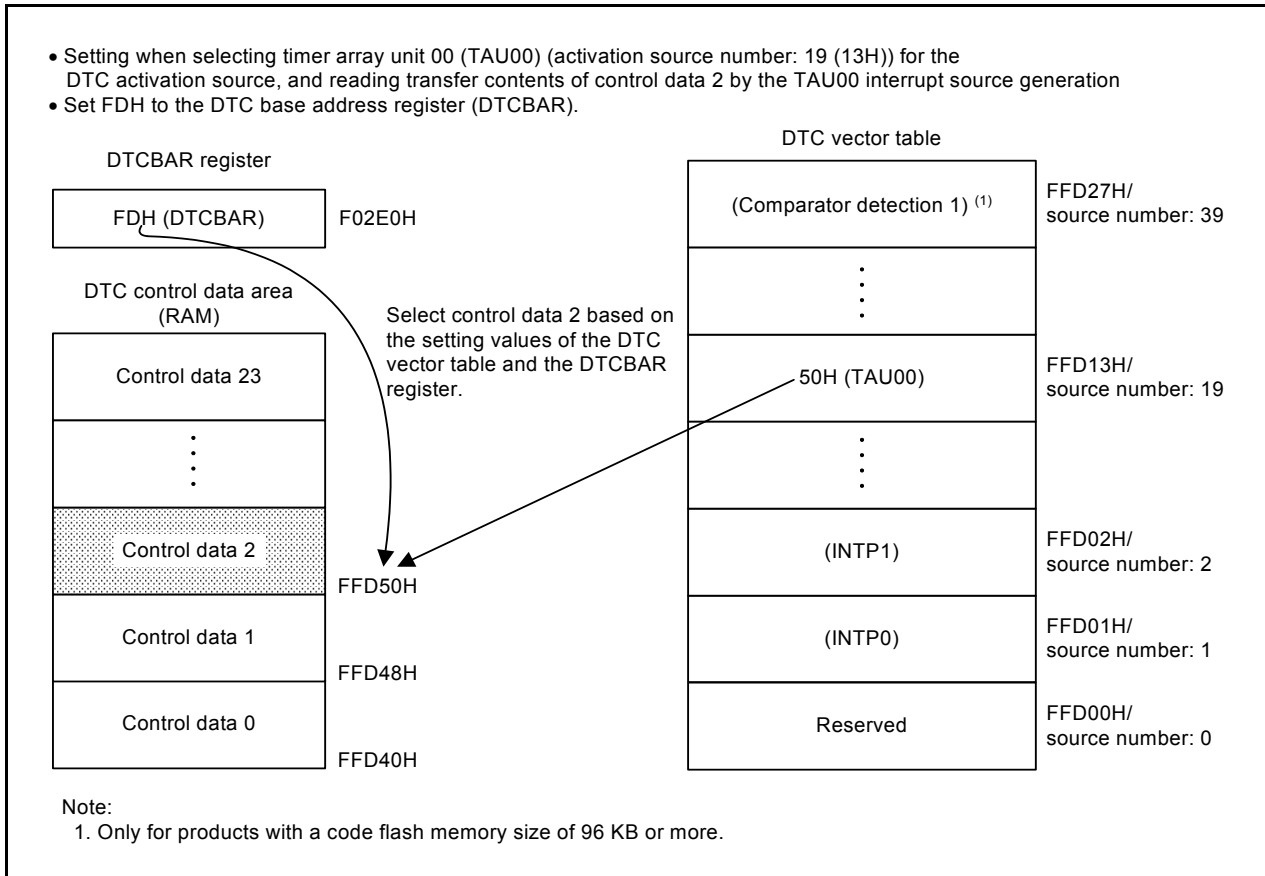 • Setting when selecting timer array unit 00 (TAU00) (activation source number: 19 (13H)) for the
DTC activation source, and reading transfer contents of control data 2 by the TAU00 interrupt source generation
• Set FDH to the DTC base address register (DTCBAR).
DTCBAR register
FDH (DTCBAR)
F02E0H
DTC control data area
(RAM)
Control data 23
Control data 2
FFD50H
Control data 1
FFD48H
Control data 0
FFD40H
Select control data 2 based on
the setting values of the DTC
vector table and the DTCBAR
register.
DTC vector table
(Comparator detection 1) (1)
FFD27H/
source number: 39
50H (TAU00)
FFD13H/
source number: 19
(INTP1)
FFD02H/
source number: 2
(INTP0)
FFD01H/
source number: 1
Reserved
FFD00H/
source number: 0
Note:
1. Only for products with a code flash memory size of 96 KB or more.